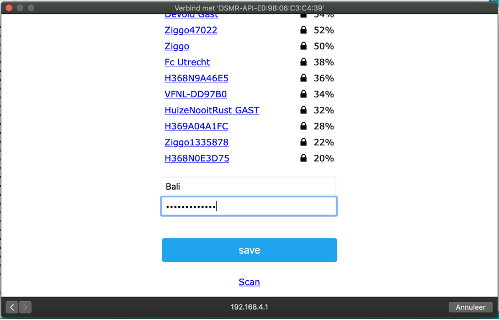 Verbind met 'DSMR-API-E0:98:06:C3:C4:39'
Devolo Gast 54%
Ziggo47022 52%
Ziggo 50%
Fc Utrecht 38%
H368N9A46E5 36%
VFNL-DD97B0 34%
HuizeNooitRust GAST 32%
H369A04A1FC 28%
Ziggo1335878 22%
H368N0E3D75 20%
Bali
•••••••••••••
save
Scan
192.168.4.1
Annuleer